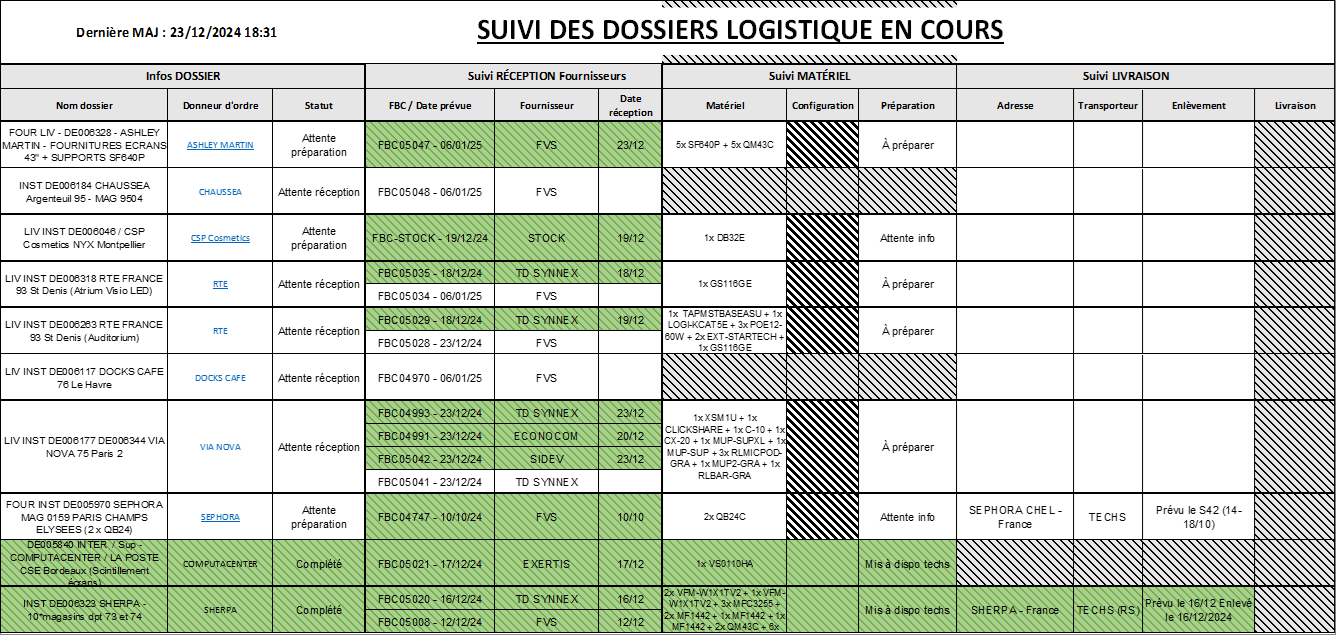 Dernière MAJ : 23/12/2024 18:31
SUIVI DES DOSSIERS LOGISTIQUE EN COURS
Infos DOSSIER
Suivi RÉCEPTION Fournisseurs
Suivi MATÉRIEL
Suivi LIVRAISON
Nom dossier
Donneur d'ordre
Statut
FBC / Date prévue
Fournisseur
Date
réception
Matériel
Configuration
Préparation
Adresse
Transporteur
Enlèvement
Livraison
FOUR LIV - DE006328 - ASHLEY
MARTIN - FOURNITURES ECRANS
43" + SUPPORTS SF640P
ASHLEY MARTIN
Attente
préparation
FBC05047 - 06/01/25
FVS
23/12
5x SF640P + 5x QM43C
À préparer
INST DE006184 CHAUSSEA
Argenteuil 95 - MAG 9504
CHAUSSEA
Attente réception
FBC05048 - 06/01/25
FVS
LIV INST DE006046 / CSP
Cosmetics NYX Montpellier
CSP Cosmetics
Attente
préparation
FBC-STOCK - 19/12/24
STOCK
19/12
1x DB32E
Attente info
LIV INST DE006318 RTE FRANCE
93 St Denis (Atrium Visio LED)
RTE
Attente réception
FBC05035 - 18/12/24
TD SYNNEX
18/12
FBC05034 - 06/01/25
FVS
1x GS116GE
À préparer
LIV INST DE006263 RTE FRANCE
93 St Denis (Auditorium)
RTE
Attente réception
FBC05029 - 18/12/24
TD SYNNEX
19/12
FBC05028 - 23/12/24
FVS
1x TAPMSTBASEASU + 1x
LOGI-KCAT5E + 3x POE12-
60W + 2x EXT-STARTECH +
1x GS116GE
À préparer
LIV INST DE006117 DOCKS CAFE
76 Le Havre
DOCKS CAFE
Attente réception
FBC04970 - 06/01/25
FVS
LIV INST DE006177 DE006344 VIA
NOVA 75 Paris 2
VIA NOVA
Attente réception
FBC04993 - 23/12/24
TD SYNNEX
23/12
FBC04991 - 23/12/24
ECONOCOM
20/12
FBC05042 - 23/12/24
SIDEV
23/12
FBC05041 - 23/12/24
TD SYNNEX
1x XSM1U + 1x
CLICKSHARE + 1x C-10 + 1x
CX-20 + 1x MUP-SUPXL + 1x
MUP-SUP + 3x RLMICPOD-
GRA + 1x MUP2-GRA + 1x
RLBAR-GRA
À préparer
FOUR INST DE005970 SEPHORA
MAG 0159 PARIS CHAMPS
ELYSEES (2 x QB24)
SEPHORA
Attente
préparation
FBC04747 - 10/10/24
FVS
10/10
2x QB24C
Attente info
SEPHORA CHEL -
France
TECHS
Prévu le S42 (14-
18/10)
DE005840 INTER / Sup -
COMPUTACENTER / LA POSTE
CSE Bordeaux (Scintillement
écrans)
COMPUTACENTER
Complété
FBC05021 - 17/12/24
EXERTIS
17/12
1x VS0110HA
Mis à dispo techs
INST DE006323 SHERPA -
10*magasins dpt 73 et 74
SHERPA
Complété
FBC05020 - 16/12/24
TD SYNNEX
16/12
FBC05008 - 12/12/24
FVS
12/12
2x VFM-W1X1TV2 + 1x VFM-
W1X1TV2 + 3x MFC3255 +
2x MF1442 + 1x MF1442 + 1x
MF1442 + 2x QM43C + 6x
Mis à dispo techs
SHERPA - France
TECHS (RS)
Prévu le 16/12 Enlevé
le 16/12/2024